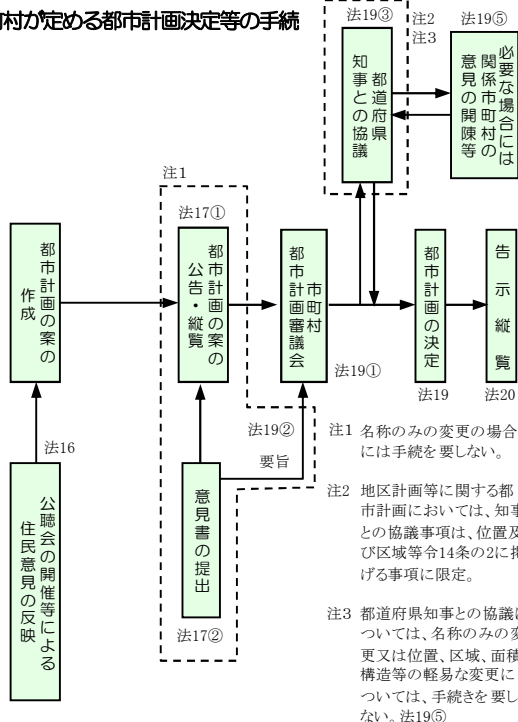 町村が定める都市計画決定等の手続
法19③
注2
注3
法19⑤
都道府県
知事との協議
必要な場合には
関係市町村の
意見の開陳等
注1
法17①
都市計画の案の
作成
都市計画の案の
公告・縦覧
市町村
都市計画審議会
都市計画の決定
告示縦覧
法19①
法19
法20
法16
法19②
要旨
公聴会の開催等による
住民意見の反映
意見書の提出
法17②
注1 名称のみの変更の場合
には手続を要しない。
注2 地区計画等に関する都
市計画においては、知事
との協議事項は、位置及
び区域等令14条の2に掲
げる事項に限定。
注3 都道府県知事との協議に
ついては、名称のみの変
更又は位置、区域、面積
構造等の軽易な変更に
ついては、手続きを要し
ない。法19⑤